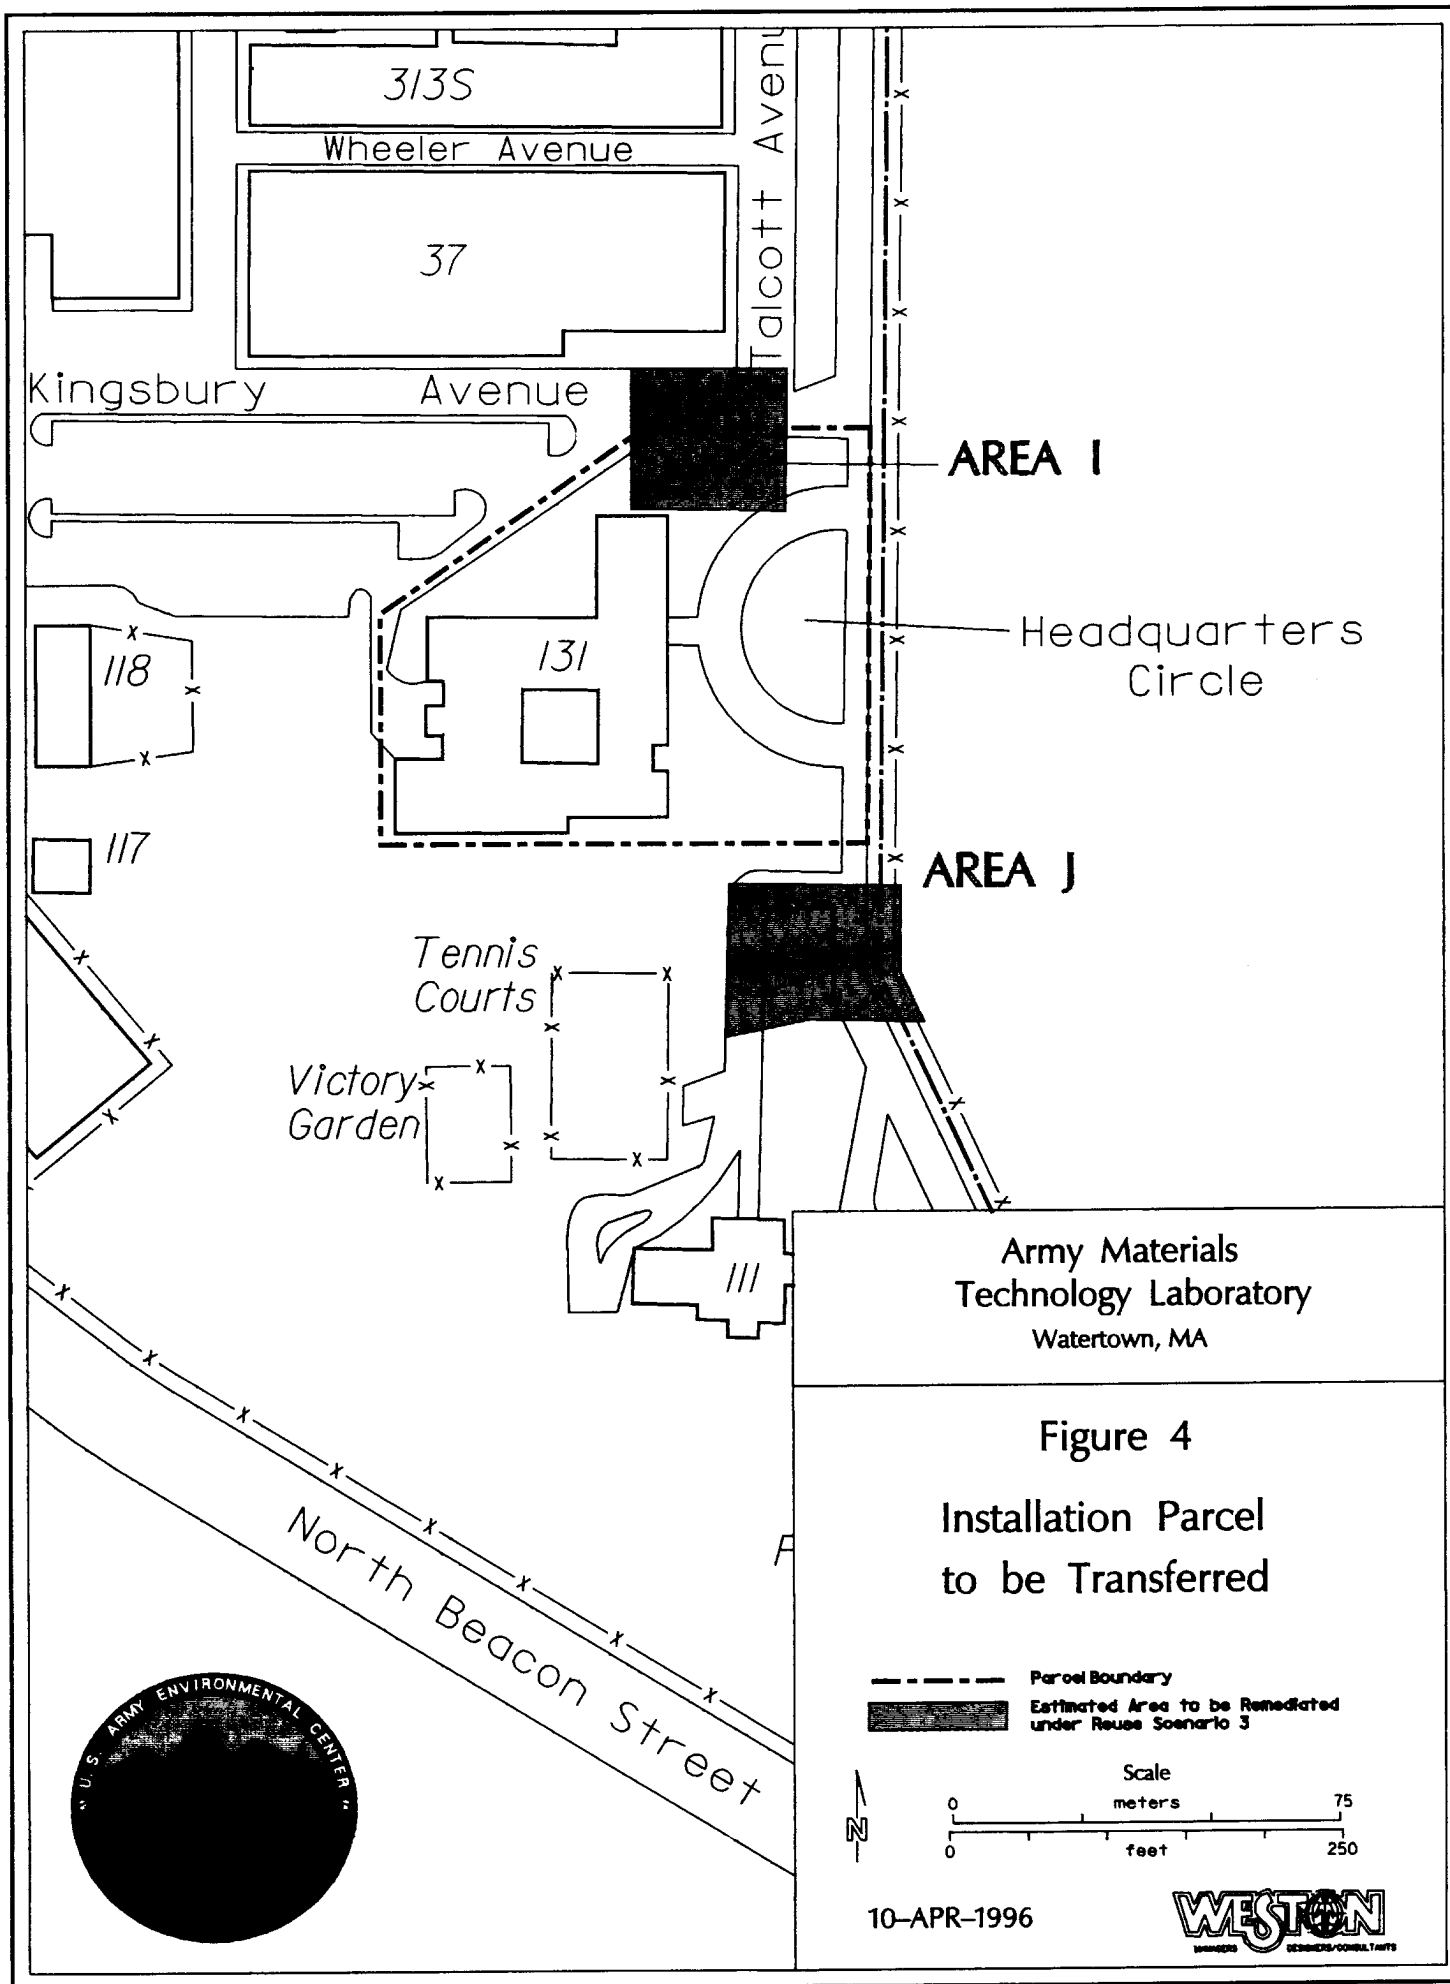 313S
Wheeler Avenue
Talcott Avenu
37
Kingsbury Avenue
AREA I
131
Headquarters
Circle
118
117
AREA J
Tennis
Courts
Victory
Garden
111
North Beacon Street
P
U. S. ARMY ENVIRONMENTAL CENTER
Army Materials
Technology Laboratory
Watertown, MA
Figure 4
Installation Parcel
to be Transferred
Parcel Boundary
Estimated Area to be Remediated
under Reuse Scenario 3
Scale
0 meters 75
0 feet 250
N
10-APR-1996
WESTON
MANAGERS DESIGNERS/CONSULTANTS